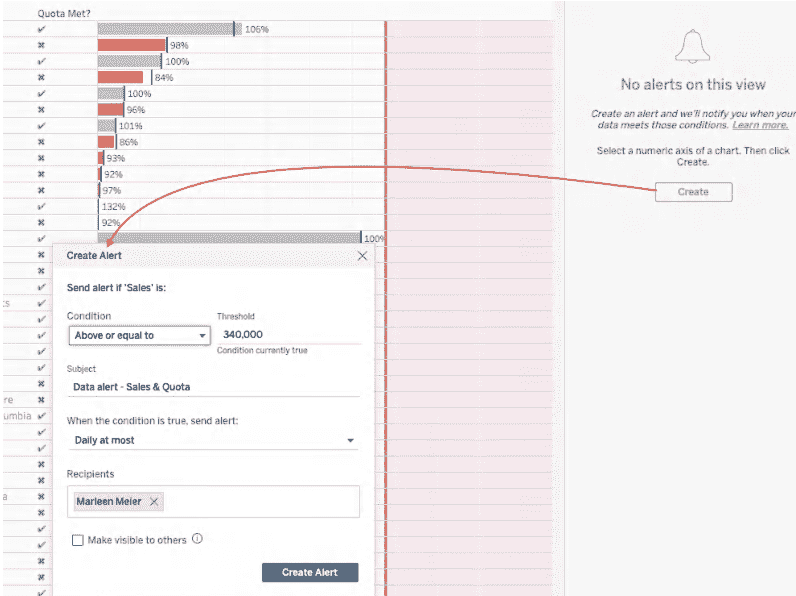 Quota Met?
106%
98%
100%
84%
100%
96%
101%
86%
93%
92%
97%
132%
92%
100%
ts
re
umbia
a
Create Alert
Send alert if 'Sales' is:
Condition
Threshold
Above or equal to
340,000
Condition currently true
Subject
Data alert - Sales & Quota
When the condition is true, send alert:
Daily at most
Recipients
Marleen Meier
Make visible to others
Create Alert
No alerts on this view
Create an alert and we'll notify you when your
data meets those conditions. Learn more.
Select a numeric axis of a chart. Then click
Create.
Create